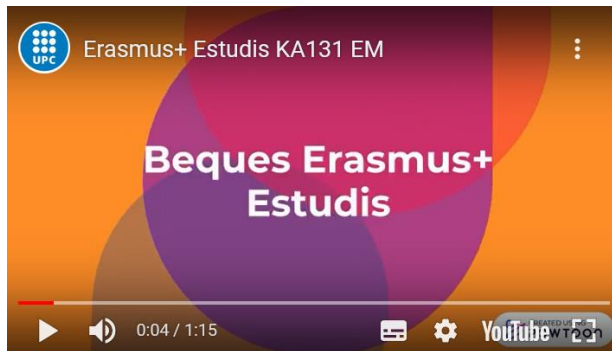 UPC
Erasmus+ Estudis KA131 EM
Beques Erasmus+
Estudis
0:04 / 1:15
YouTube